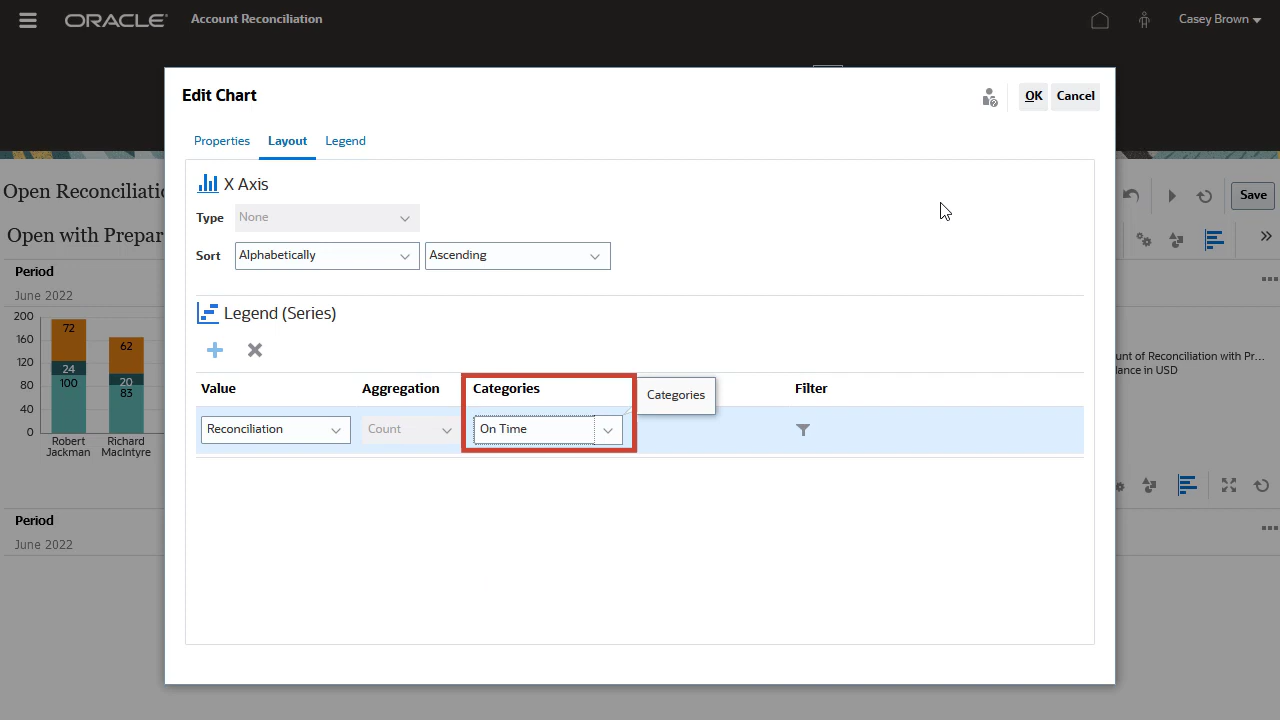 ORACLE
Account Reconciliation
Casey Brown
Edit Chart
OK
Cancel
Properties
Layout
Legend
X Axis
Type
None
Sort
Alphabetically
Ascending
Legend (Series)
Value
Aggregation
Categories
Filter
Categories
Reconciliation
Count
On Time
Open Reconciliatio
Open with Prepar
Period
June 2022
200
160
120
80
40
0
72
24
100
62
20
83
Robert
Jackman
Richard
MacIntyre
Period
June 2022
Save
unt of Reconciliation with Pr...
lance in USD